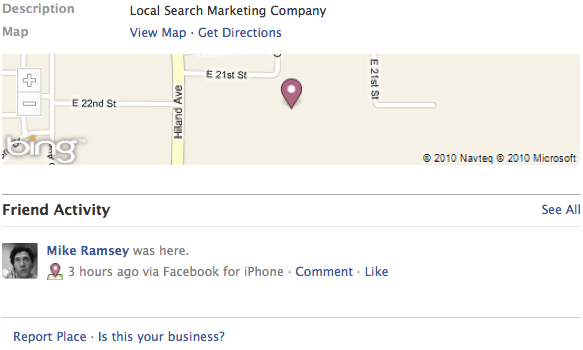 Description Local Search Marketing Company
Map View Map · Get Directions
E 21st St
E 21st St
E 22nd St
Hiland Ave
bing™
© 2010 Navteq © 2010 Microsoft
Friend Activity See All
Mike Ramsey was here.
3 hours ago via Facebook for iPhone · Comment · Like
Report Place · Is this your business?